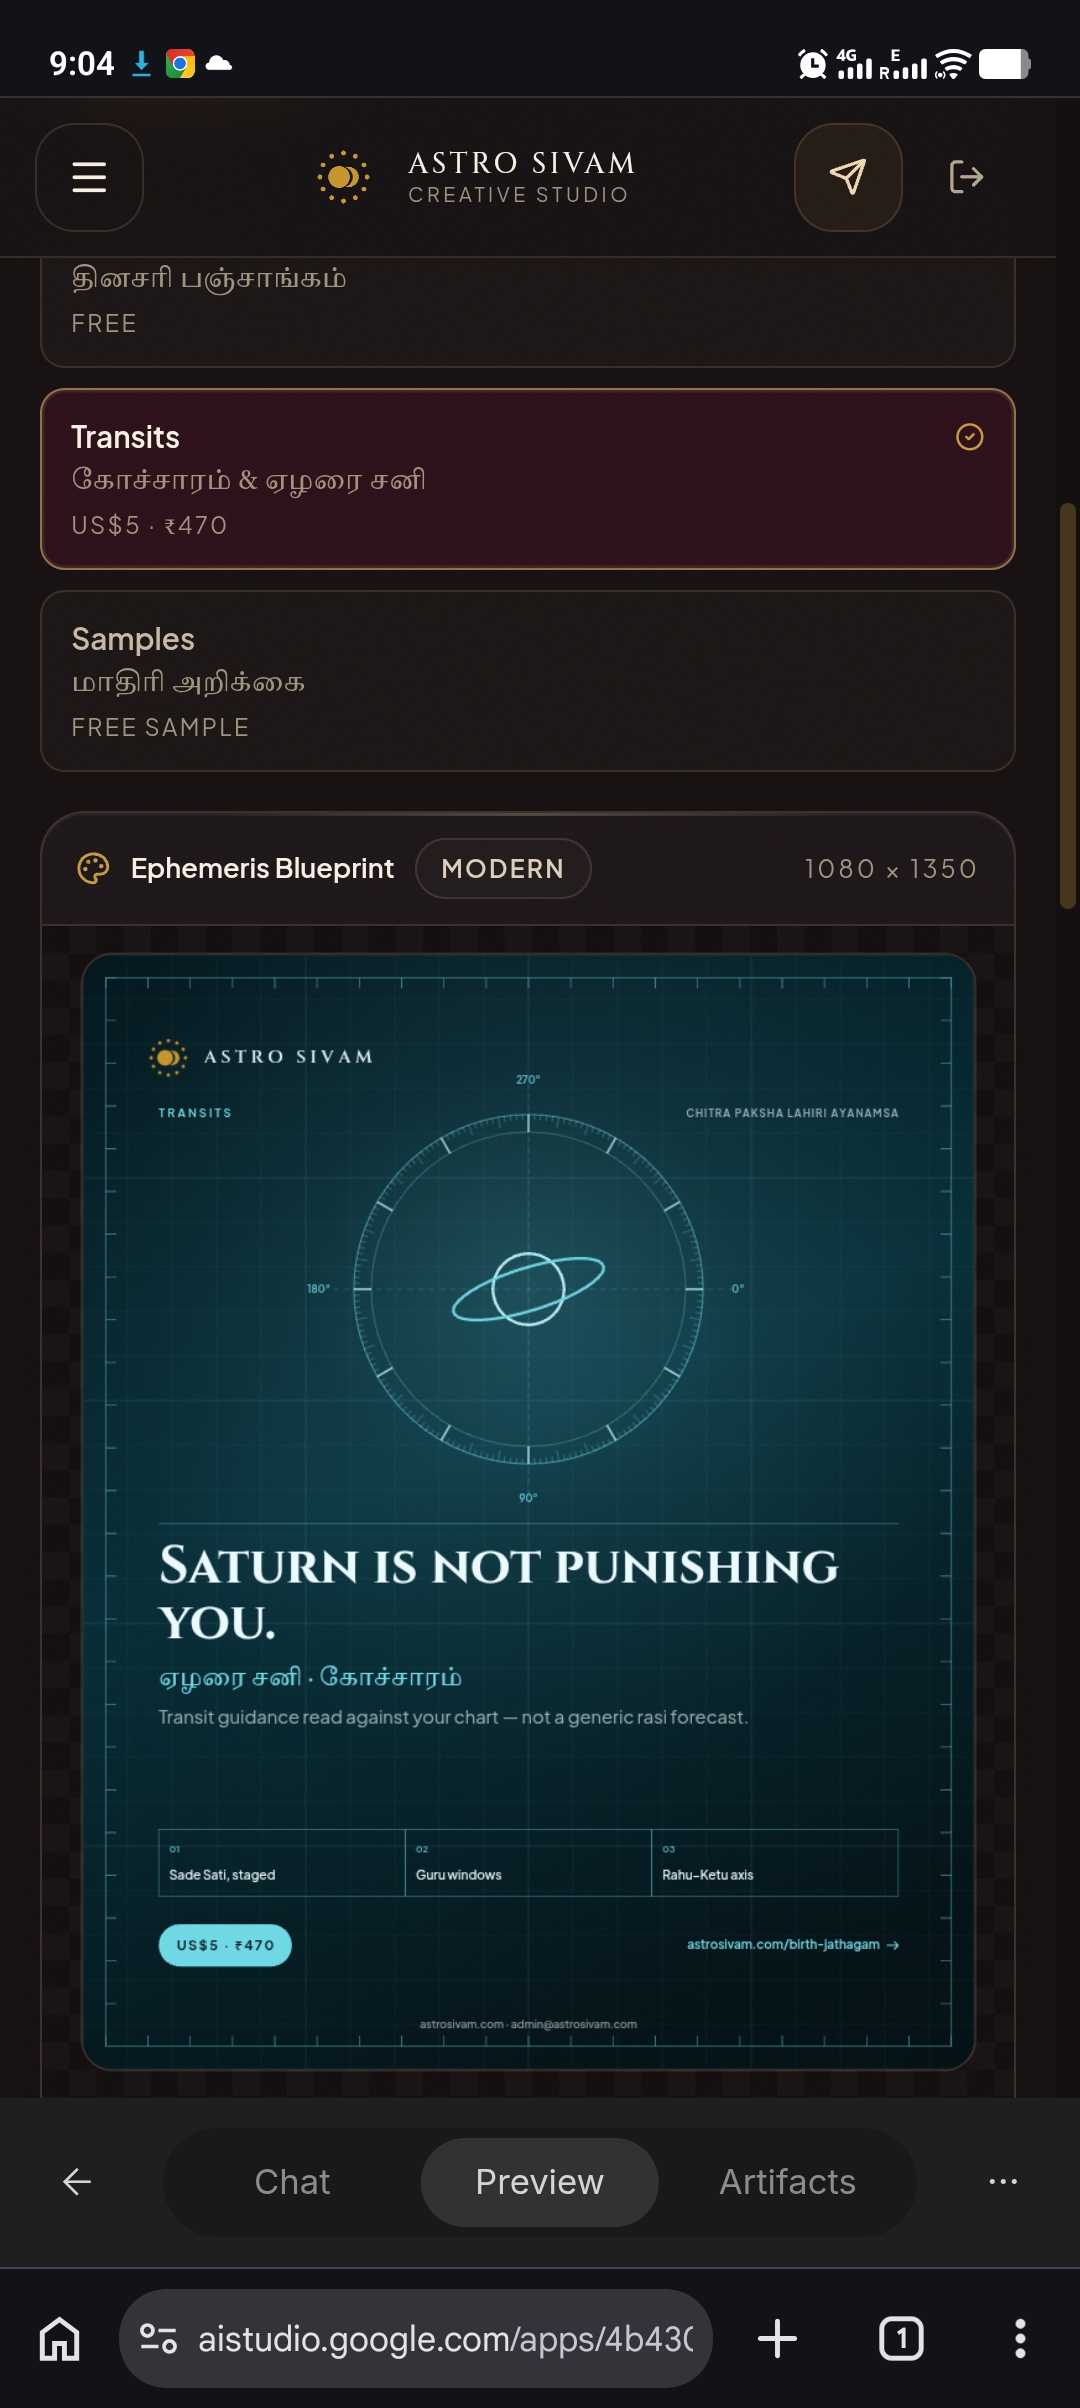 9:04
4G
E
R
ASTRO SIVAM
CREATIVE STUDIO
தினசரி பஞ்சாங்கம்
FREE
Transits
கோச்சாரம் & ஏழரை சனி
US$5 · ₹470
Samples
மாதிரி அறிக்கை
FREE SAMPLE
Ephemeris Blueprint
MODERN
1080 × 1350
ASTRO SIVAM
270°
TRANSITS
CHITRA PAKSHA LAHIRI AYANAMSA
180°
0°
90°
SATURN IS NOT PUNISHING
YOU.
ஏழரை சனி · கோச்சாரம்
Transit guidance read against your chart — not a generic rasi forecast.
01
Sade Sati, staged
02
Guru windows
03
Rahu–Ketu axis
US$5 · ₹470
astrosivam.com/birth-jathagam →
astrosivam.com · admin@astrosivam.com
Chat
Preview
Artifacts
aistudio.google.com/apps/4b430
1